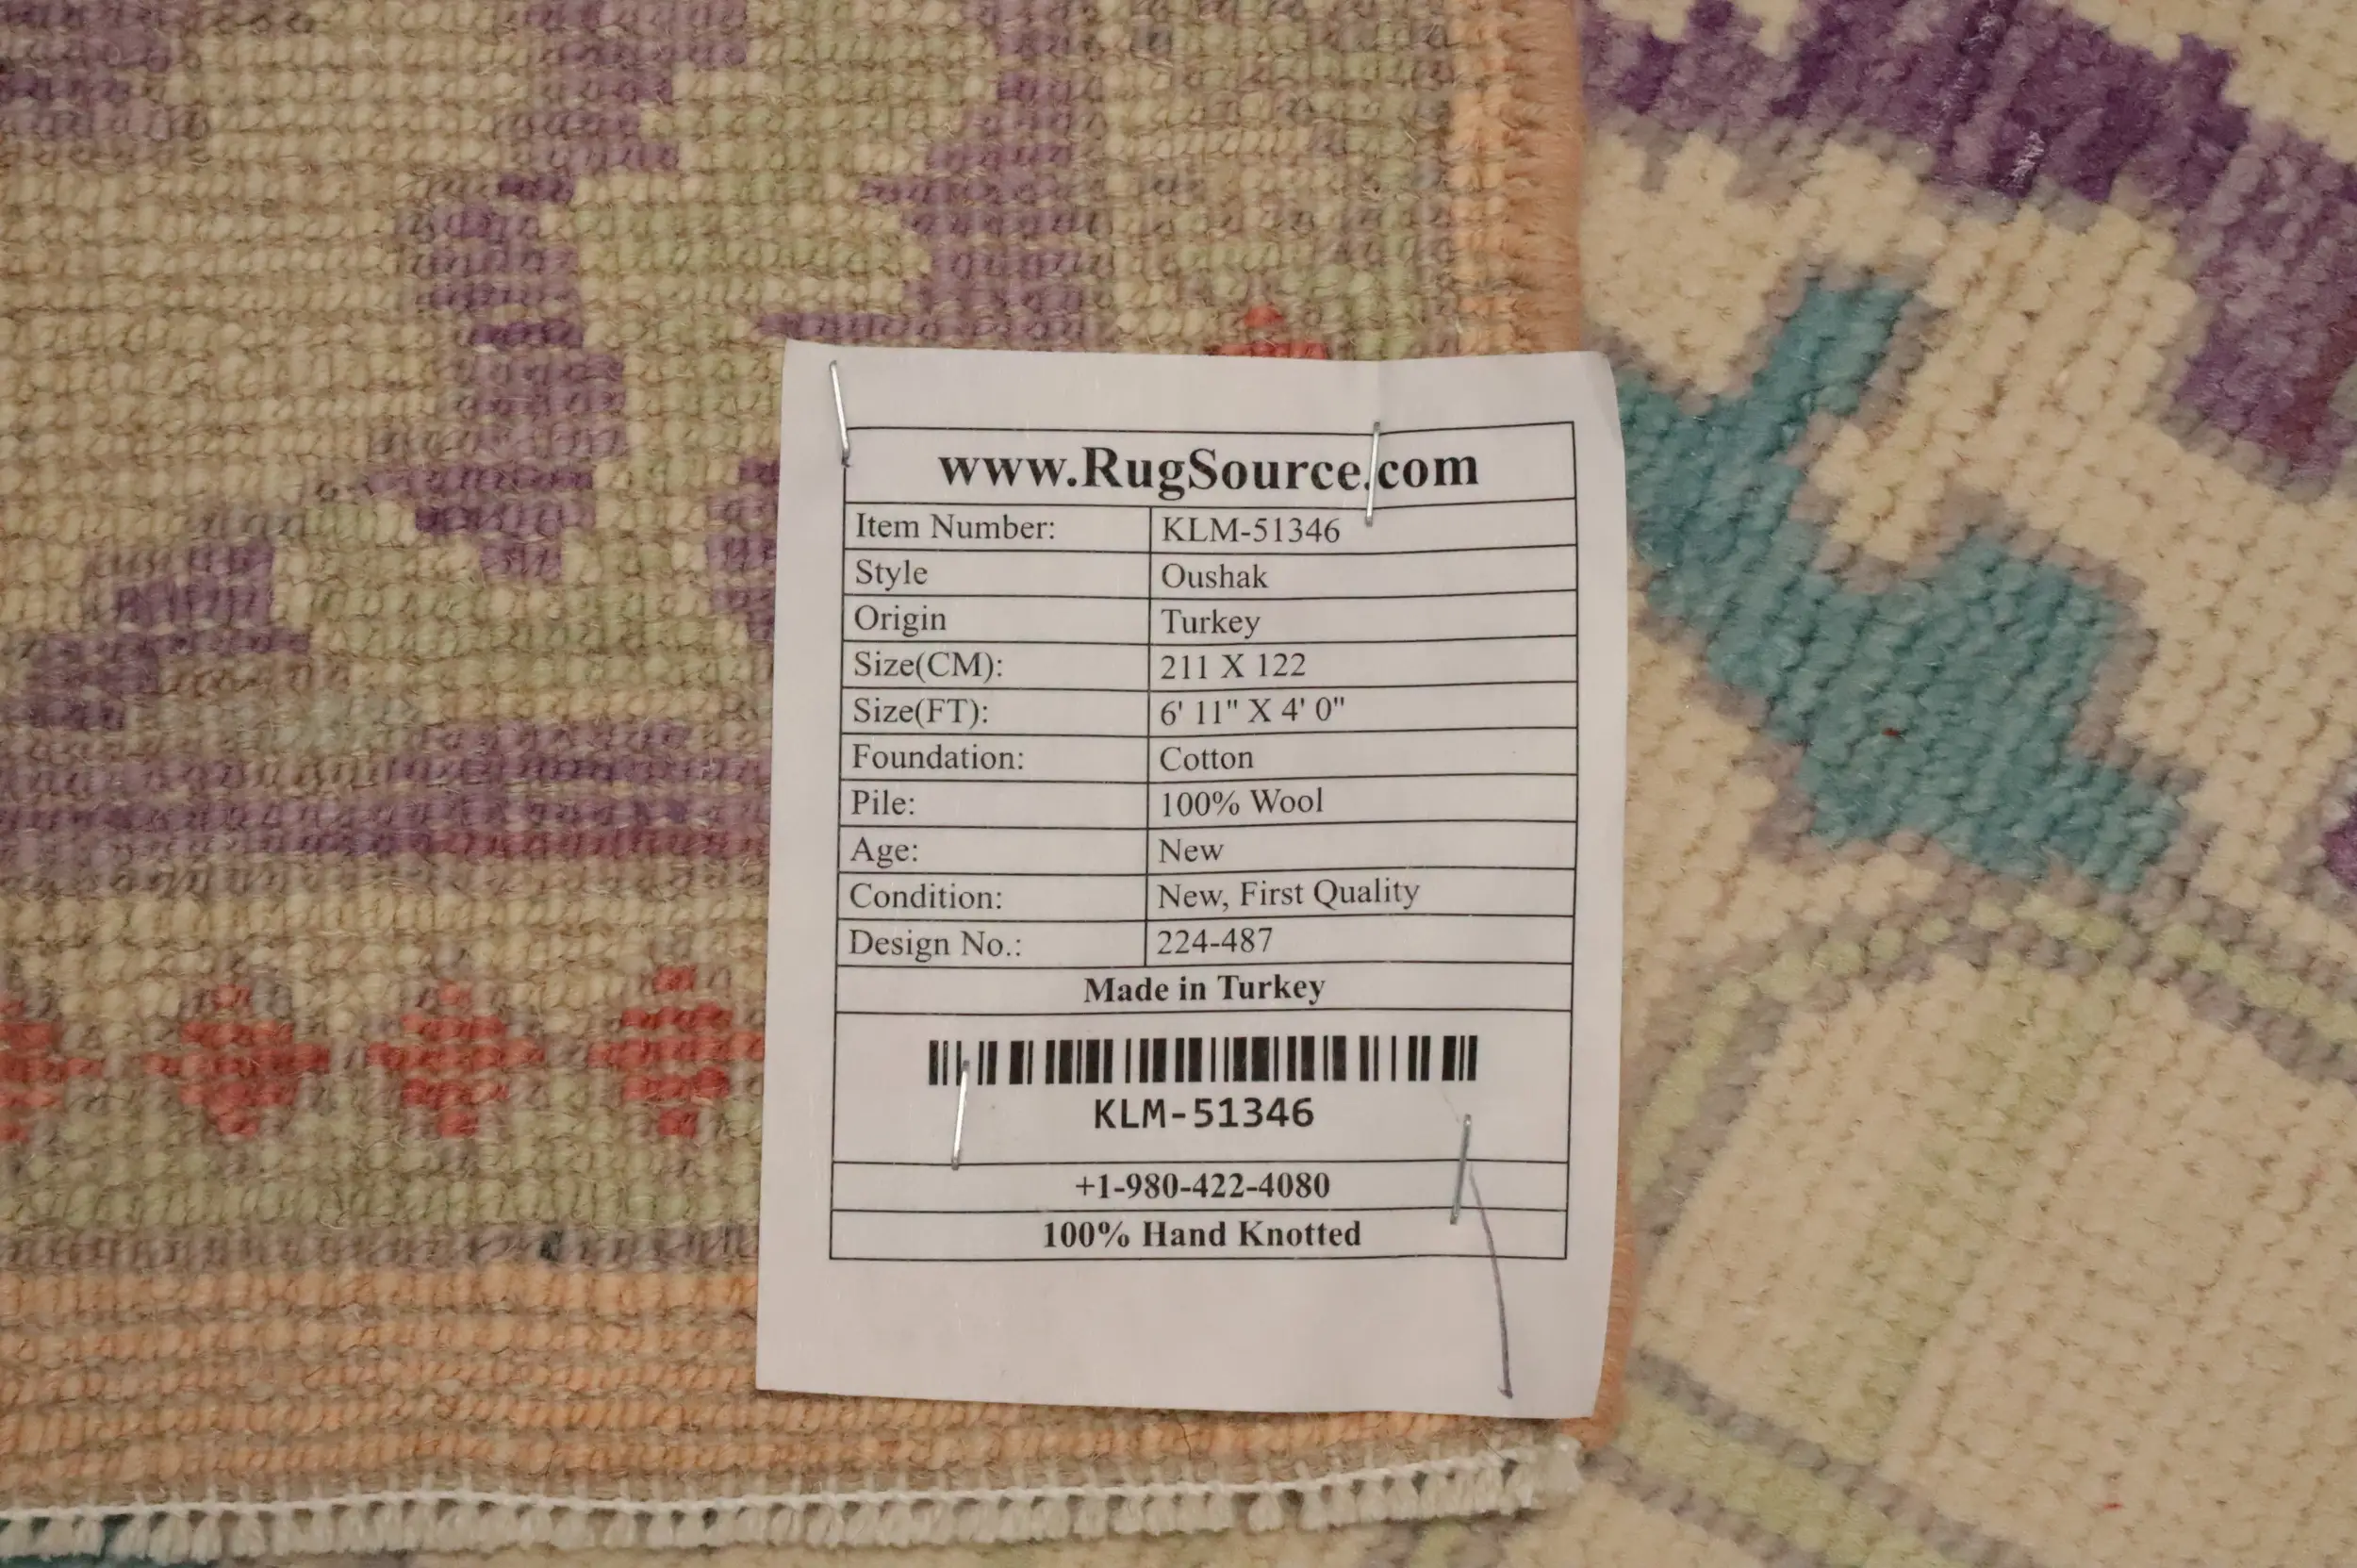 www.RugSource.com
Item Number: KLM-51346
Style Oushak
Origin Turkey
Size(CM): 211 X 122
Size(FT): 6' 11" X 4' 0"
Foundation: Cotton
Pile: 100% Wool
Age: New
Condition: New, First Quality
Design No.: 224-487
Made in Turkey
KLM-51346
+1-980-422-4080
100% Hand Knotted